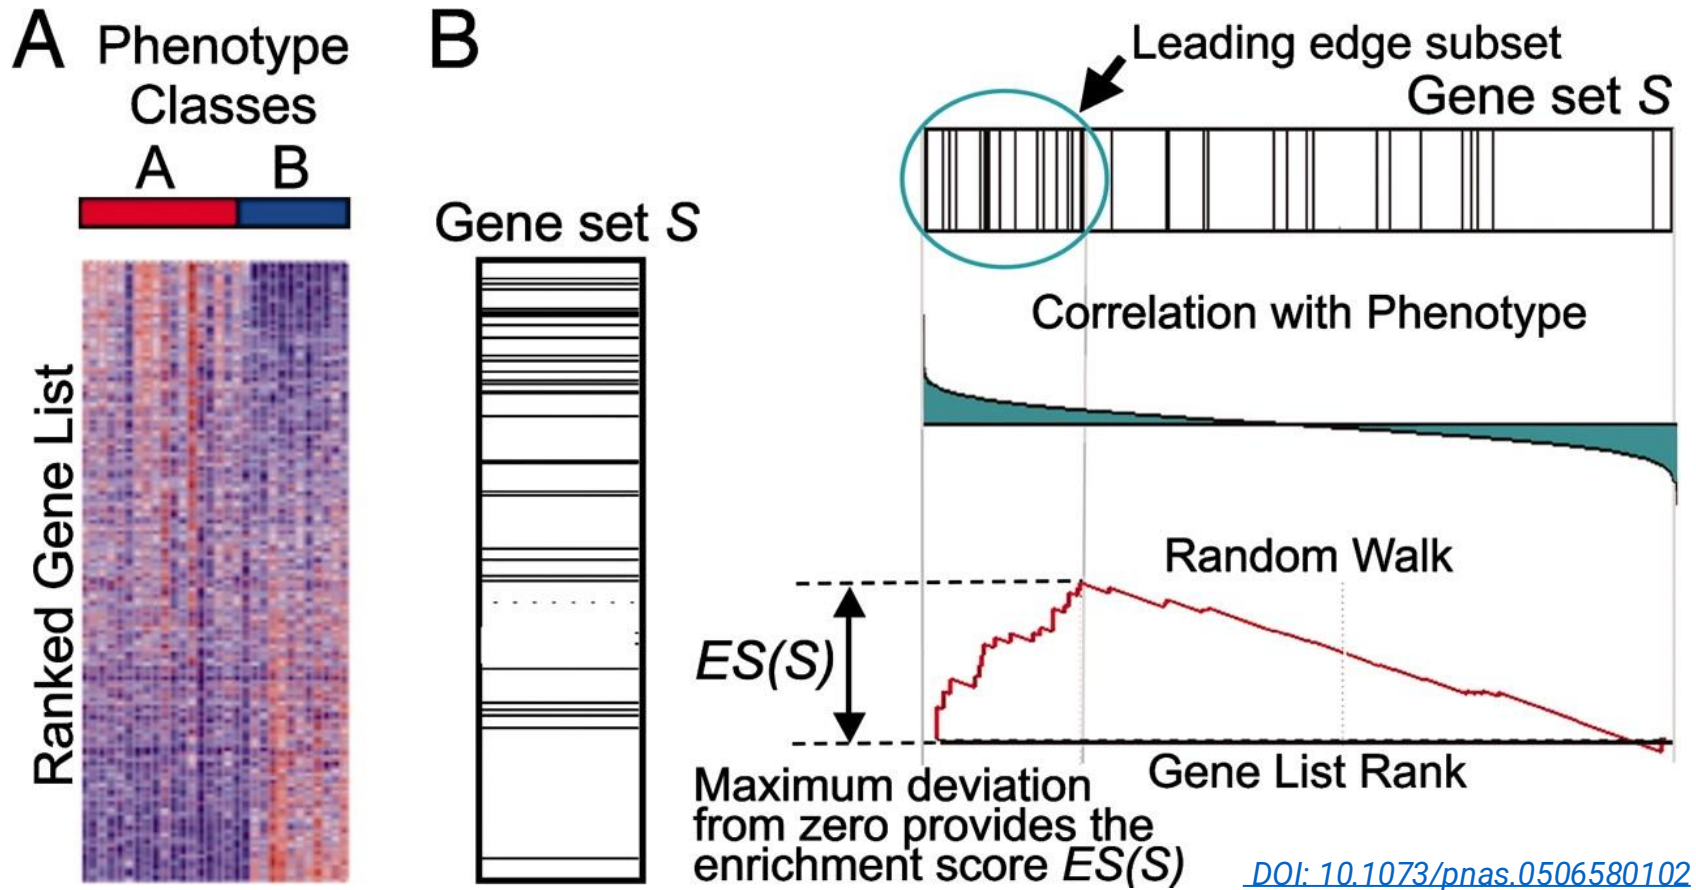 A
Phenotype
Classes
A B
Ranked Gene List
B
Gene set S
Leading edge subset
Gene set S
Correlation with Phenotype
Random Walk
ES(S)
Gene List Rank
Maximum deviation
from zero provides the
enrichment score ES(S)
DOI: 10.1073/pnas.0506580102